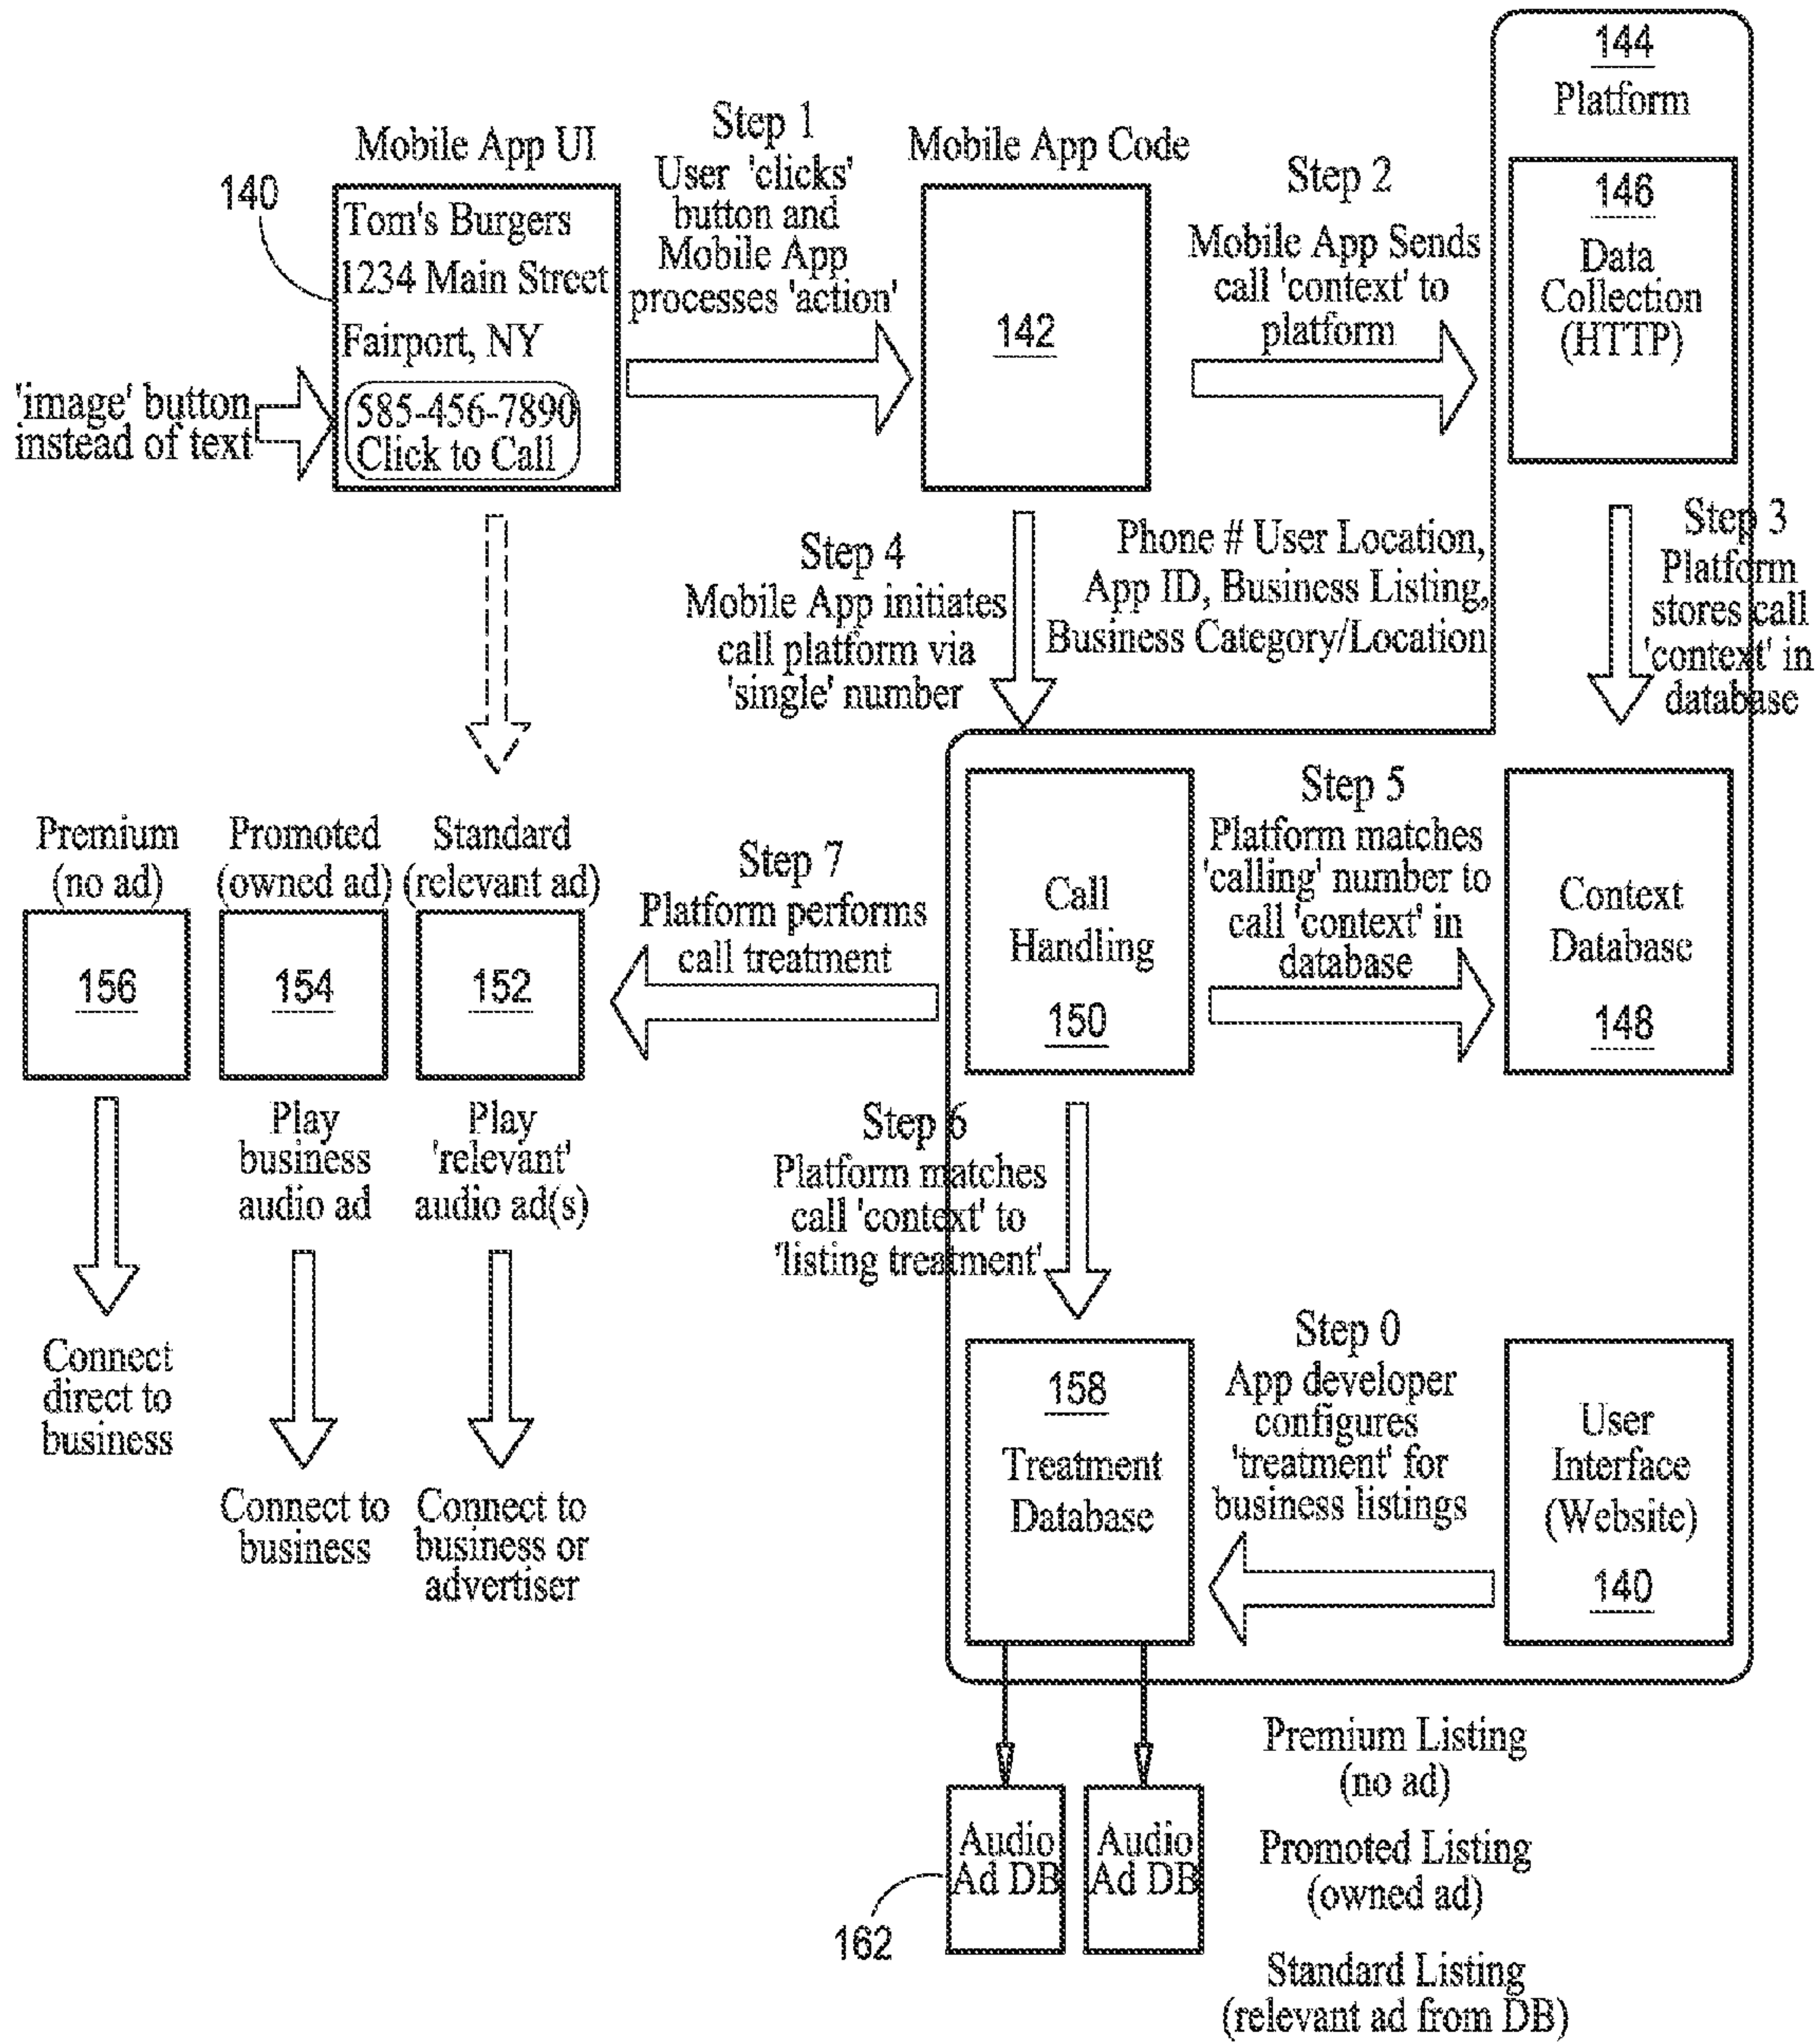 144
Platform
146
Data
Collection
(HTTP)
Mobile App UI
140
Tom's Burgers
1234 Main Street
Fairport, NY
585-456-7890
Click to Call
'image' button
instead of text
Step 1
User 'clicks'
button and
Mobile App
processes 'action'
Mobile App Code
142
Step 2
Mobile App Sends
call 'context' to
platform
Step 3
Platform
stores call
'context' in
database
Step 4
Mobile App initiates
call platform via
'single' number
Phone # User Location,
App ID, Business Listing,
Business Category/Location
Premium
(no ad)
156
Promoted
(owned ad)
154
Standard
(relevant ad)
152
Step 7
Platform performs
call treatment
Call
Handling
150
Step 5
Platform matches
'calling' number to
call 'context' in
database
Context
Database
148
Play
business
audio ad
Play
'relevant'
audio ad(s)
Step 6
Platform matches
call 'context' to
'listing treatment'
Connect
direct to
business
Connect to
business
Connect to
business or
advertiser
158
Treatment
Database
Step 0
App developer
configures
'treatment' for
business listings
User
Interface
(Website)
140
Audio
Ad DB
Audio
Ad DB
162
Premium Listing
(no ad)
Promoted Listing
(owned ad)
Standard Listing
(relevant ad from DB)